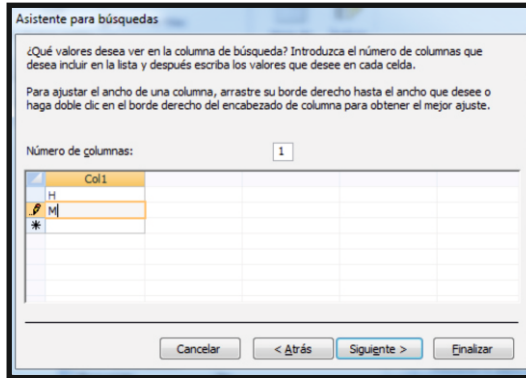 Asistente para búsquedas
¿Qué valores desea ver en la columna de búsqueda? Introduzca el número de columnas que
desea incluir en la lista y después escriba los valores que desee en cada celda.
Para ajustar el ancho de una columna, arrastre su borde derecho hasta el ancho que desee o
haga doble clic en el borde derecho del encabezado de columna para obtener el mejor ajuste.
Número de columnas: 1
Col1
H
M
Cancelar < Atrás Siguiente > Finalizar